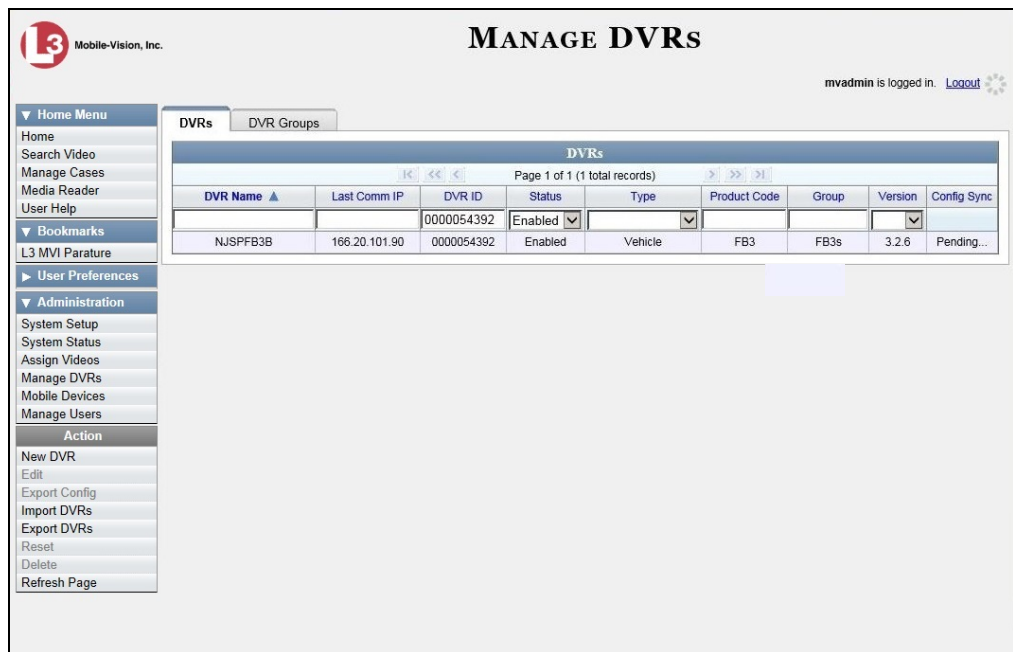 L3 Mobile-Vision, Inc.
MANAGE DVRS
mvadmin is logged in. Logout
▼ Home Menu
Home
Search Video
Manage Cases
Media Reader
User Help
▼ Bookmarks
L3 MVI Parature
▶ User Preferences
▼ Administration
System Setup
System Status
Assign Videos
Manage DVRs
Mobile Devices
Manage Users
Action
New DVR
Edit
Export Config
Import DVRs
Export DVRs
Reset
Delete
Refresh Page
DVRs DVR Groups
DVRs
|< << < Page 1 of 1 (1 total records) > >> >|
DVR Name ▲ Last Comm IP DVR ID Status Type Product Code Group Version Config Sync
0000054392 Enabled
NJSPFB3B 166.20.101.90 0000054392 Enabled Vehicle FB3 FB3s 3.2.6 Pending...